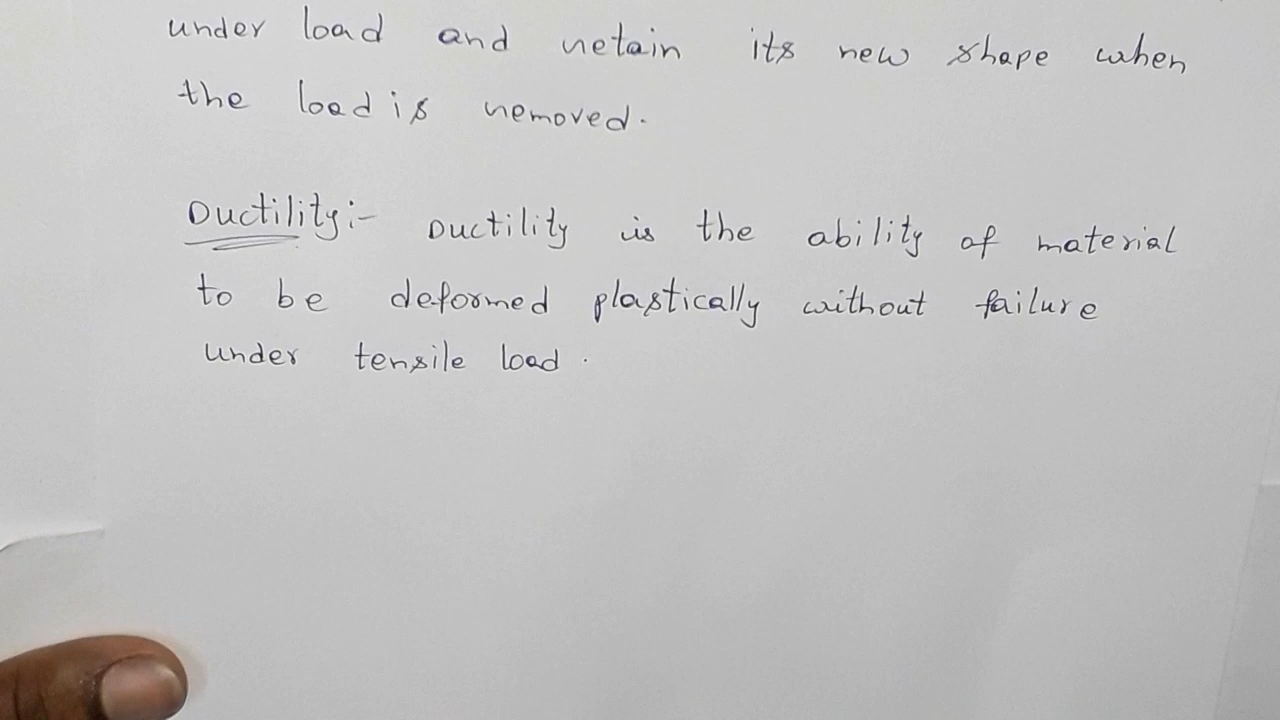 under load and retain its new shape when
the load is removed.
Ductility:- Ductility is the ability of material
to be deformed plastically without failure
under tensile load.